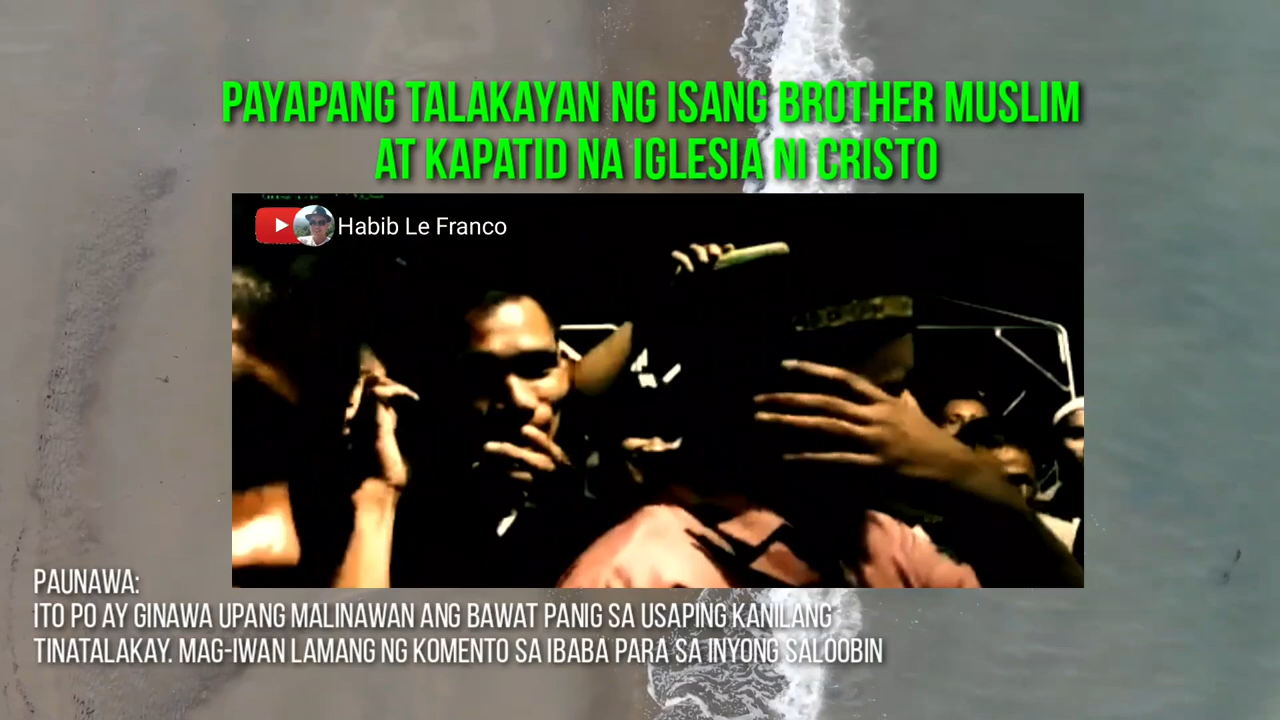 PAYAPANG TALAKAYAN NG ISANG BROTHER MUSLIM
AT KAPATID NA IGLESIA NI CRISTO
Habib Le Franco
PAUNAWA:
ITO PO AY GINAWA UPANG MALINAWAN ANG BAWAT PANIG SA USAPING KANILANG
TINATALAKAY. MAG-IWAN LAMANG NG KOMENTO SA IBABA PARA SA INYONG SALOOBIN